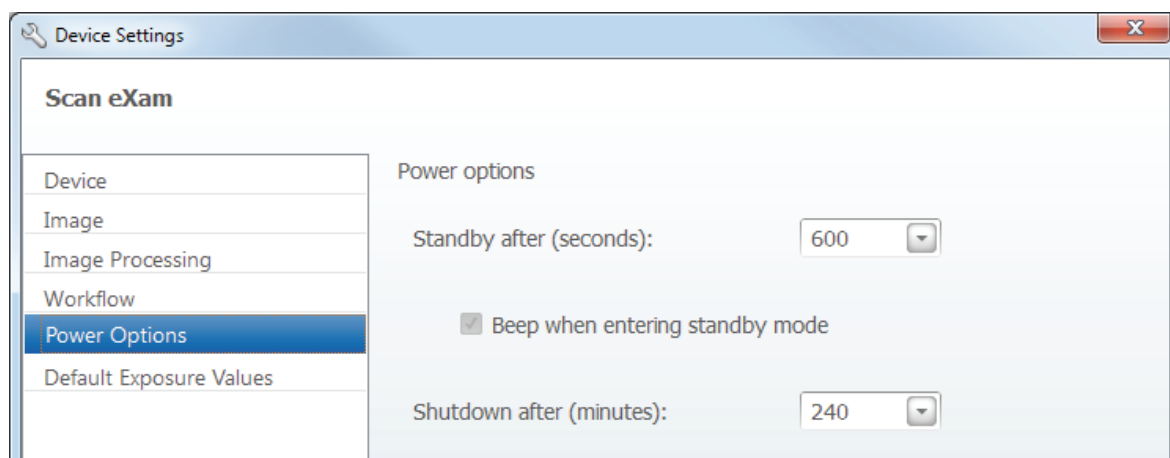 Device Settings
Scan eXam
Device
Image
Image Processing
Workflow
Power Options
Default Exposure Values
Power options
Standby after (seconds): 600
Beep when entering standby mode
Shutdown after (minutes): 240